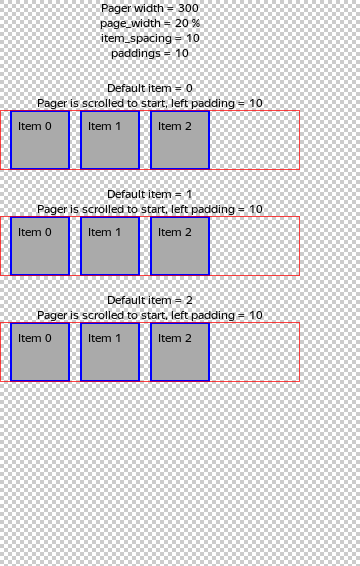 Pager width = 300
page_width = 20 %
item_spacing = 10
paddings = 10
Default item = 0
Pager is scrolled to start, left padding = 10
Item 0 Item 1 Item 2
Default item = 1
Pager is scrolled to start, left padding = 10
Item 0 Item 1 Item 2
Default item = 2
Pager is scrolled to start, left padding = 10
Item 0 Item 1 Item 2